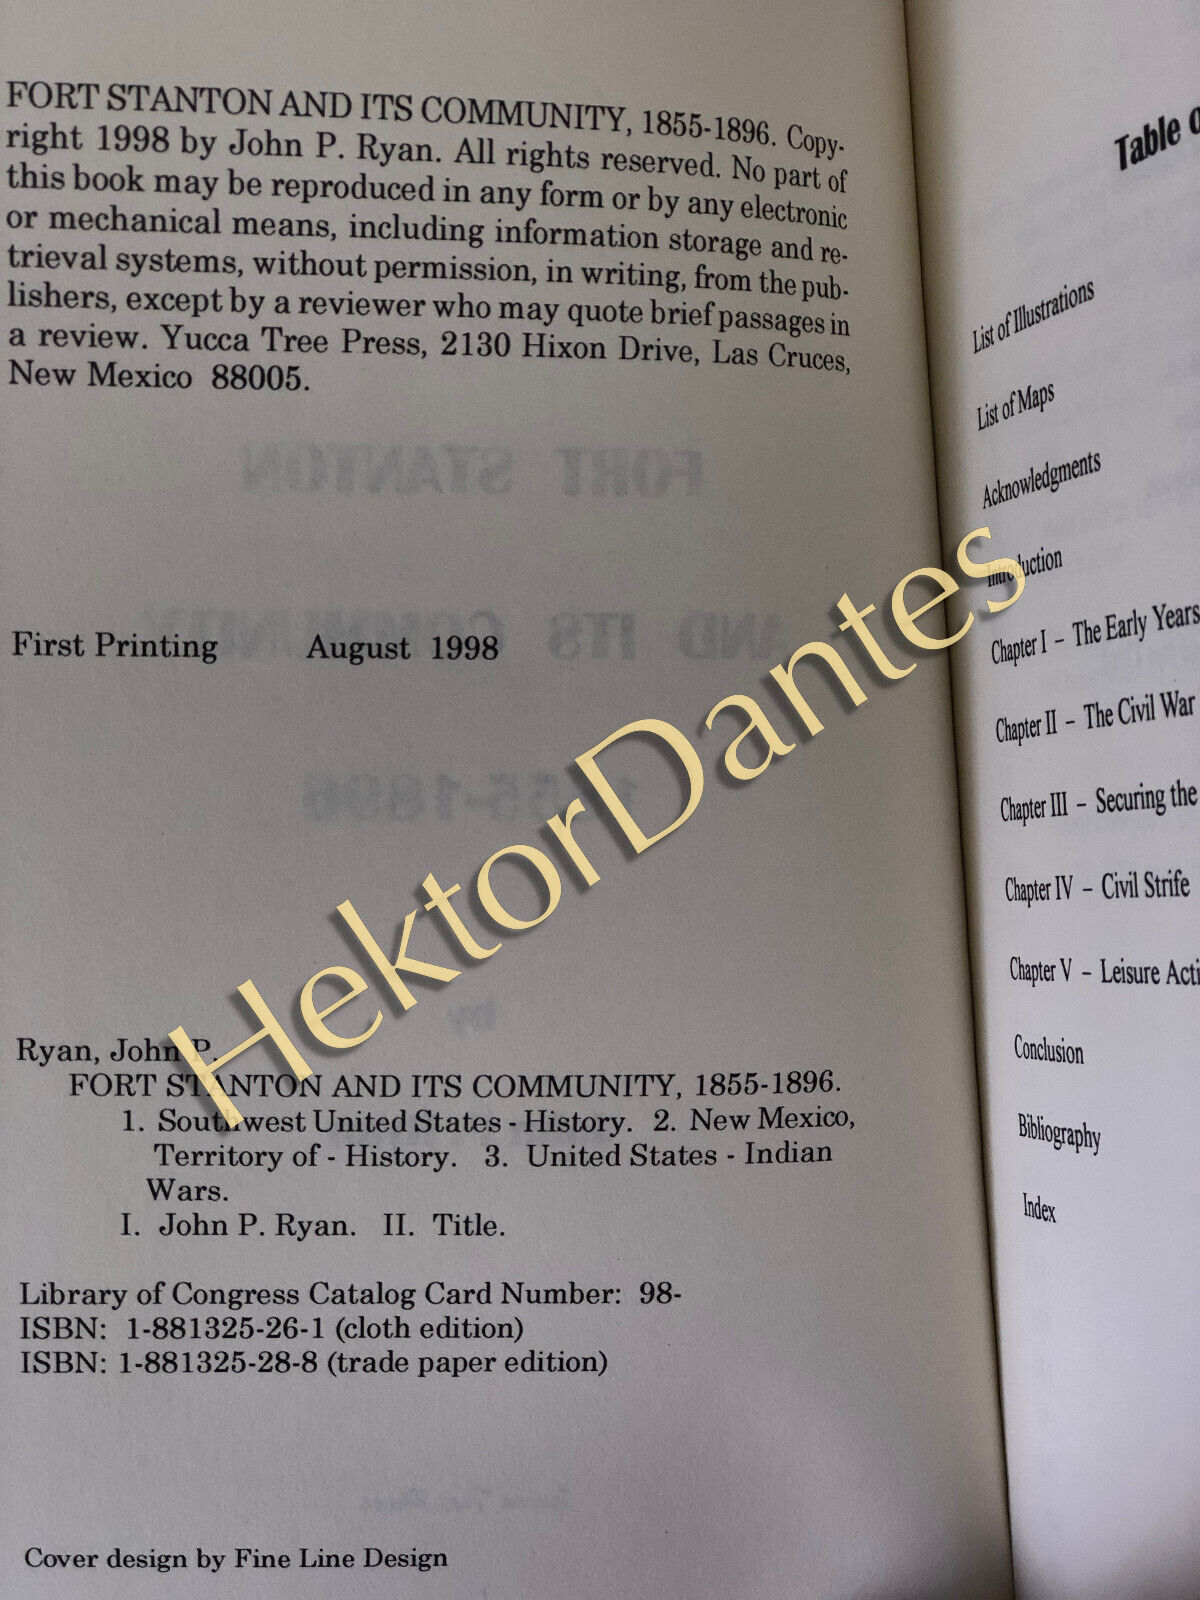 FORT STANTON AND ITS COMMUNITY, 1855-1896. Copy-
right 1998 by John P. Ryan. All rights reserved. No part of
this book may be reproduced in any form or by any electronic
or mechanical means, including information storage and re-
trieval systems, without permission, in writing, from the pub-
lishers, except by a reviewer who may quote brief passages in
a review. Yucca Tree Press, 2130 Hixon Drive, Las Cruces,
New Mexico 88005.
FORT STANTON
First Printing August 1998
Ryan, John P.
FORT STANTON AND ITS COMMUNITY, 1855-1896.
1. Southwest United States - History. 2. New Mexico,
Territory of - History. 3. United States - Indian
Wars.
I. John P. Ryan. II. Title.
Library of Congress Catalog Card Number: 98-
ISBN: 1-881325-26-1 (cloth edition)
ISBN: 1-881325-28-8 (trade paper edition)
Cover design by Fine Line Design
Table o
List of Illustrations
List of Maps
Acknowledgments
Introduction
Chapter I – The Early Years
Chapter II – The Civil War
Chapter III – Securing the
Chapter IV – Civil Strife
Chapter V – Leisure Acti
Conclusion
Bibliography
Index
HektorDantes